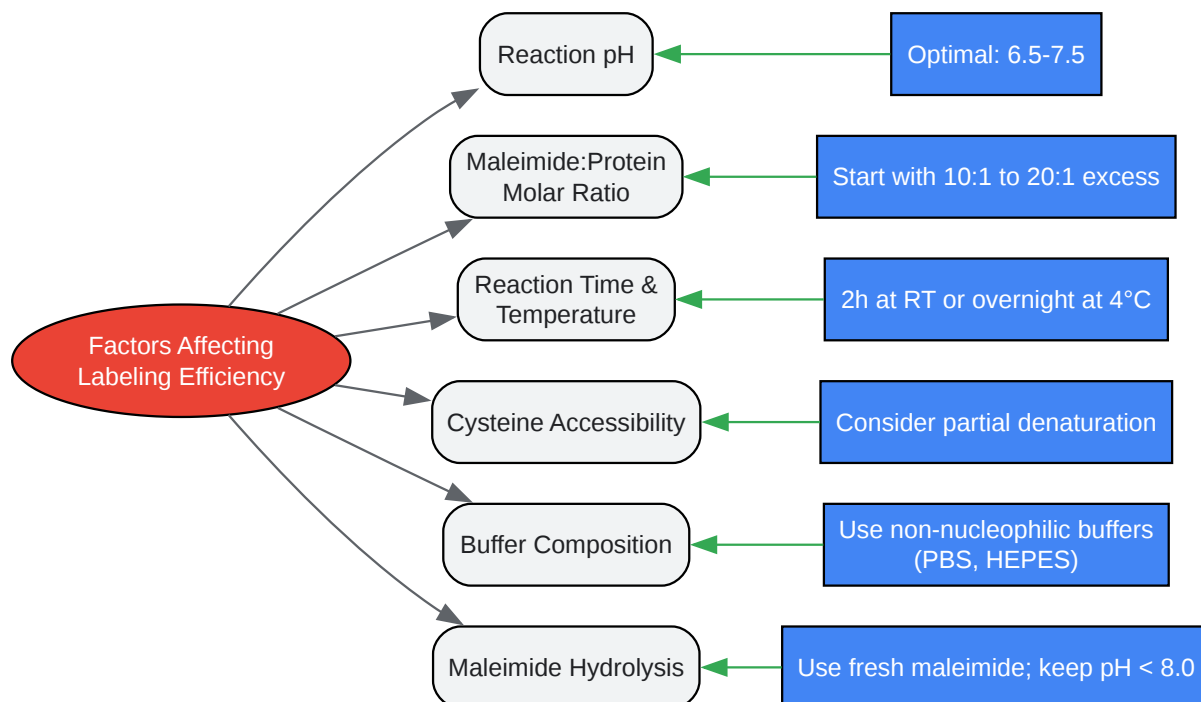 Reaction pH
Optimal: 6.5-7.5
Maleimide:Protein
Molar Ratio
Start with 10:1 to 20:1 excess
Reaction Time &
Temperature
2h at RT or overnight at 4°C
Factors Affecting
Labeling Efficiency
Cysteine Accessibility
Consider partial denaturation
Buffer Composition
Use non-nucleophilic buffers
(PBS, HEPES)
Maleimide Hydrolysis
Use fresh maleimide; keep pH < 8.0